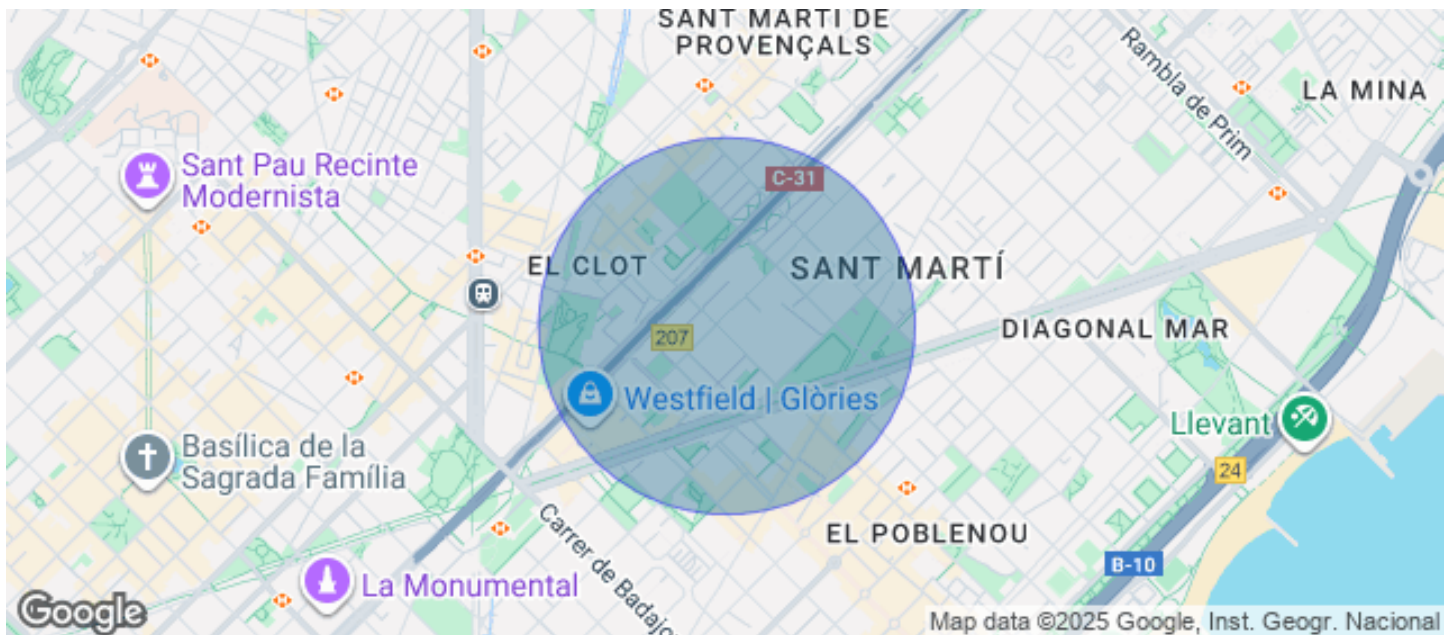 SANT MARTÍ DE
PROVENÇALS
Rambla de Prim
LA MINA
Sant Pau Recinte
Modernista
C-31
EL CLOT
SANT MARTÍ
207
DIAGONAL MAR
Westfield | Glòries
Llevant
Basílica de la
Sagrada Família
24
Carrer de Badajo
EL POBLENOU
B-10
La Monumental
Google
Map data ©2025 Google, Inst. Geogr. Nacional